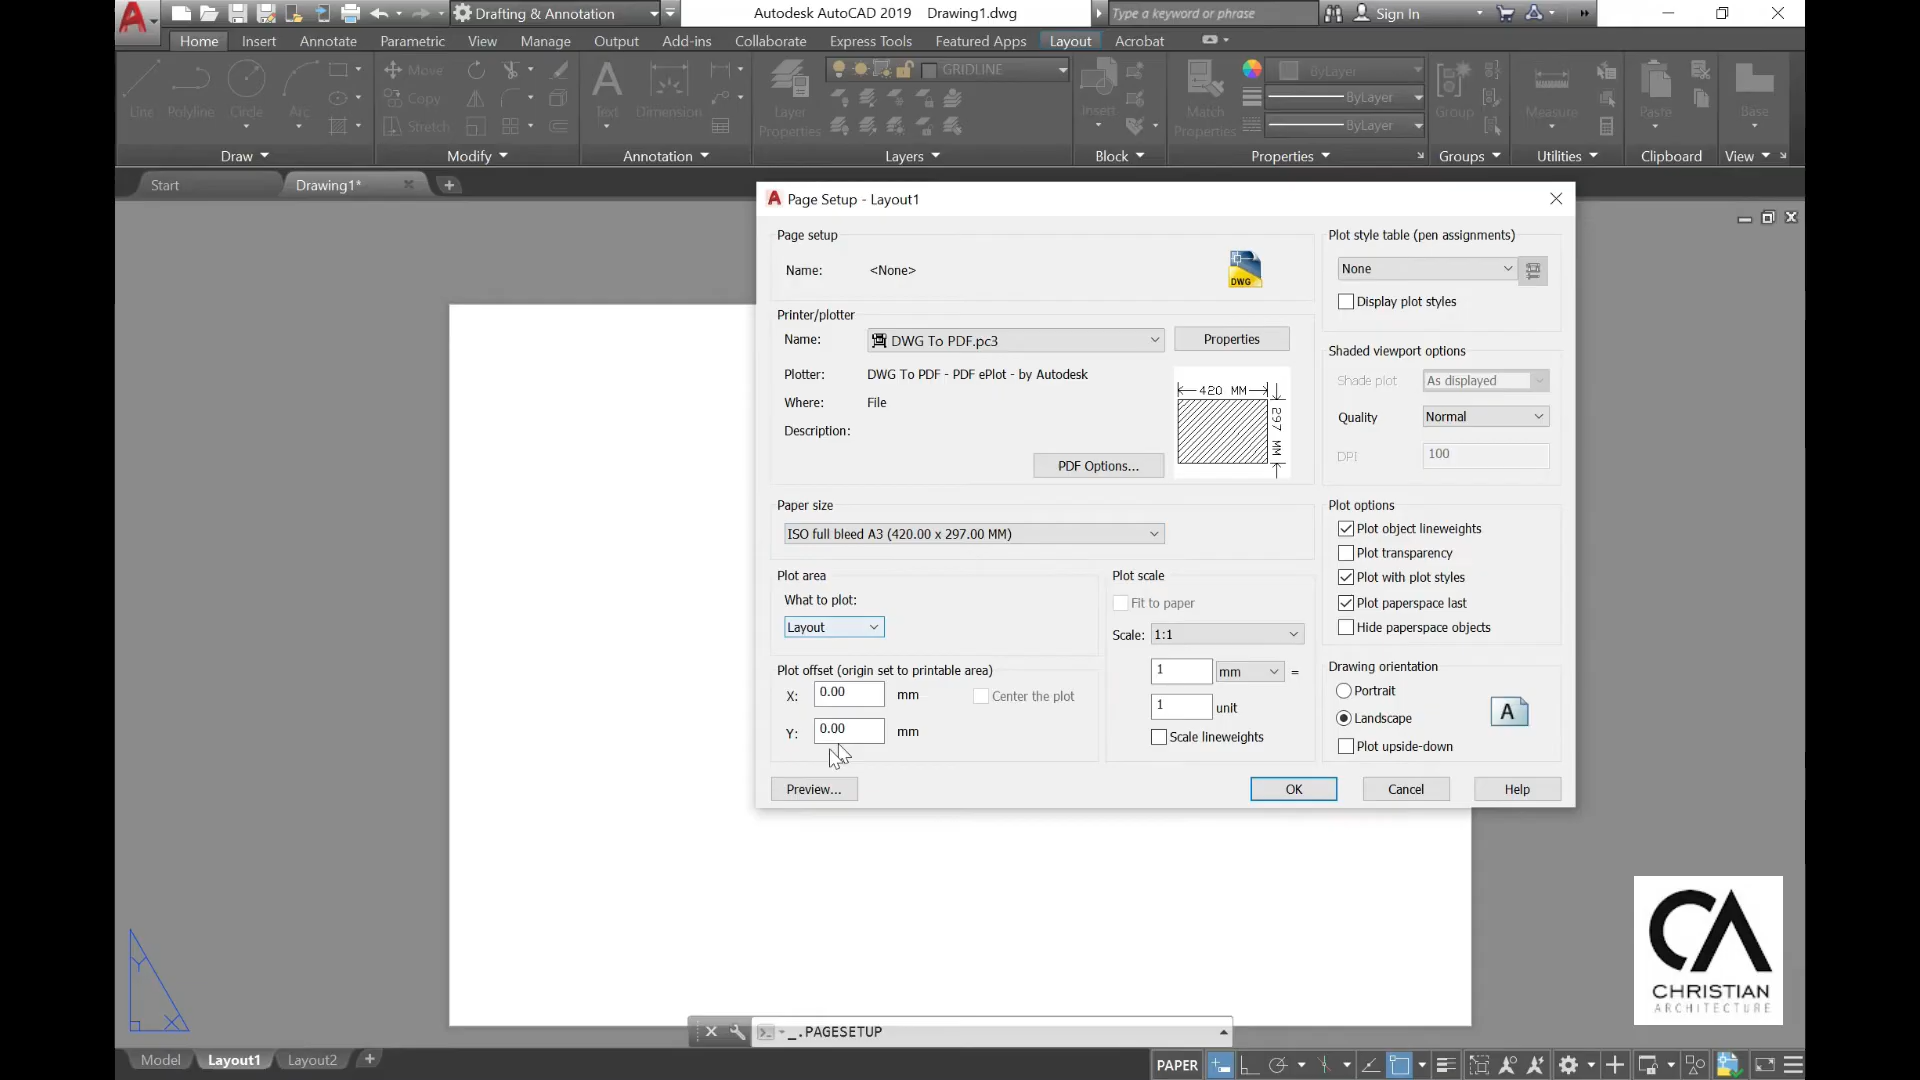 Drafting & Annotation
Autodesk AutoCAD 2019 Drawing1.dwg
Type a keyword or phrase
Sign In
Home Insert Annotate Parametric View Manage Output Add-ins Collaborate Express Tools Featured Apps Layout Acrobat
Line Polyline Circle Arc
Move
Copy
Stretch
Text Dimension
Layer Properties
GRIDLINE
Insert
Match Properties
ByLayer
ByLayer
ByLayer
Group
Measure
Paste
Base
Draw Modify Annotation Layers Block Properties Groups Utilities Clipboard View
Start Drawing1*
Page Setup - Layout1
Page setup
Name: <None>
DWG
Printer/plotter
Name: DWG To PDF.pc3 Properties
Plotter: DWG To PDF - PDF ePlot - by Autodesk
Where: File
Description:
420 MM
297 MM
PDF Options...
Paper size
ISO full bleed A3 (420.00 x 297.00 MM)
Plot area
What to plot:
Layout
Plot offset (origin set to printable area)
X: 0.00 mm Center the plot
Y: 0.00 mm
Plot scale
Fit to paper
Scale: 1:1
1 mm =
1 unit
Scale lineweights
Plot style table (pen assignments)
None
Display plot styles
Shaded viewport options
Shade plot As displayed
Quality Normal
DPI 100
Plot options
Plot object lineweights
Plot transparency
Plot with plot styles
Plot paperspace last
Hide paperspace objects
Drawing orientation
Portrait
Landscape
A
Plot upside-down
Preview... OK Cancel Help
Y
X
CA
CHRISTIAN
ARCHITECTURE
_.PAGESETUP
Model Layout1 Layout2
PAPER